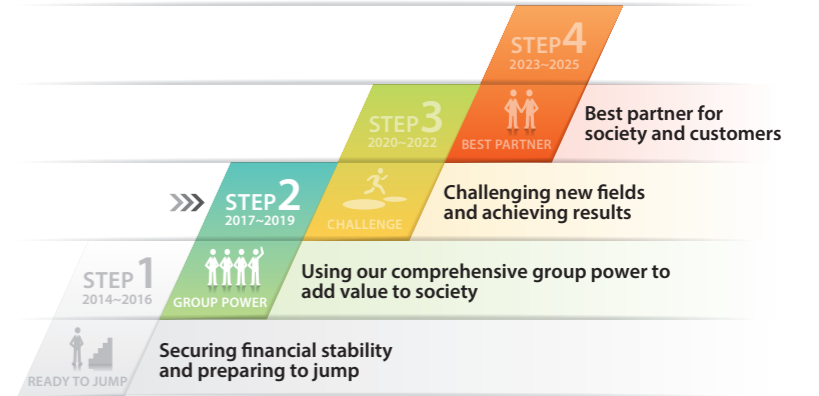 STEP4
2023~2025
BEST PARTNER
Best partner for
society and customers
STEP3
2020~2022
CHALLENGE
Challenging new fields
and achieving results
STEP2
2017~2019
GROUP POWER
Using our comprehensive group power to
add value to society
STEP1
2014~2016
READY TO JUMP
Securing financial stability
and preparing to jump